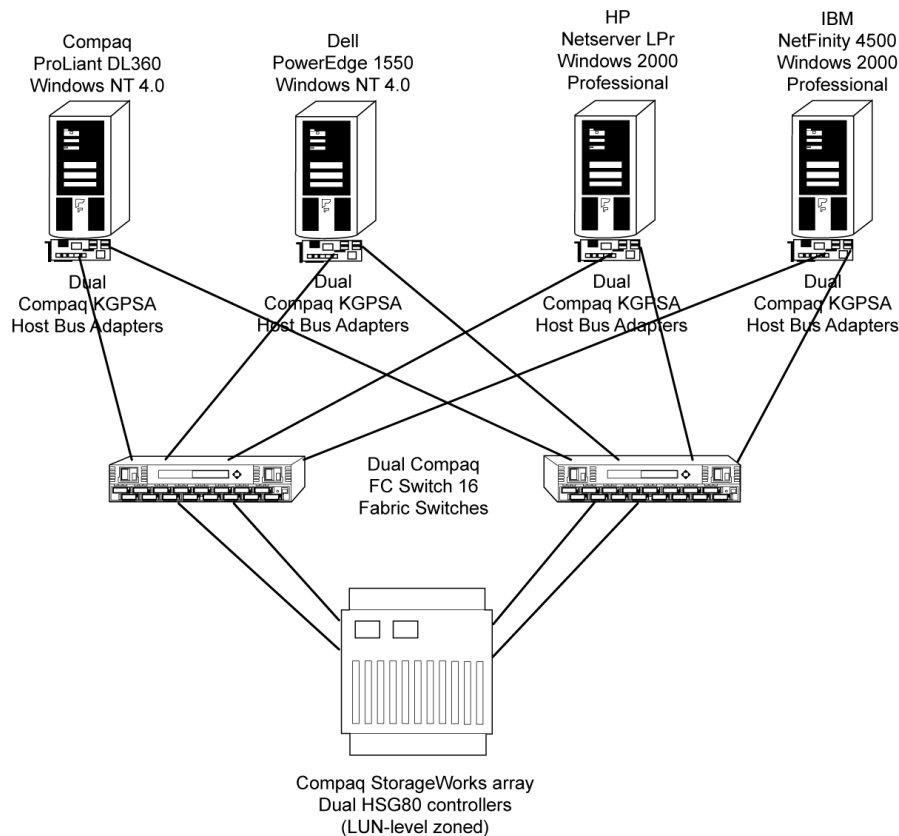 Compaq
ProLiant DL360
Windows NT 4.0
Dell
PowerEdge 1550
Windows NT 4.0
HP
Netserver LPr
Windows 2000
Professional
IBM
NetFinity 4500
Windows 2000
Professional
Dual
Compaq KGPSA
Host Bus Adapters
Dual
Compaq KGPSA
Host Bus Adapters
Dual
Compaq KGPSA
Host Bus Adapters
Dual
Compaq KGPSA
Host Bus Adapters
Dual Compaq
FC Switch 16
Fabric Switches
Compaq StorageWorks array
Dual HSG80 controllers
(LUN-level zoned)